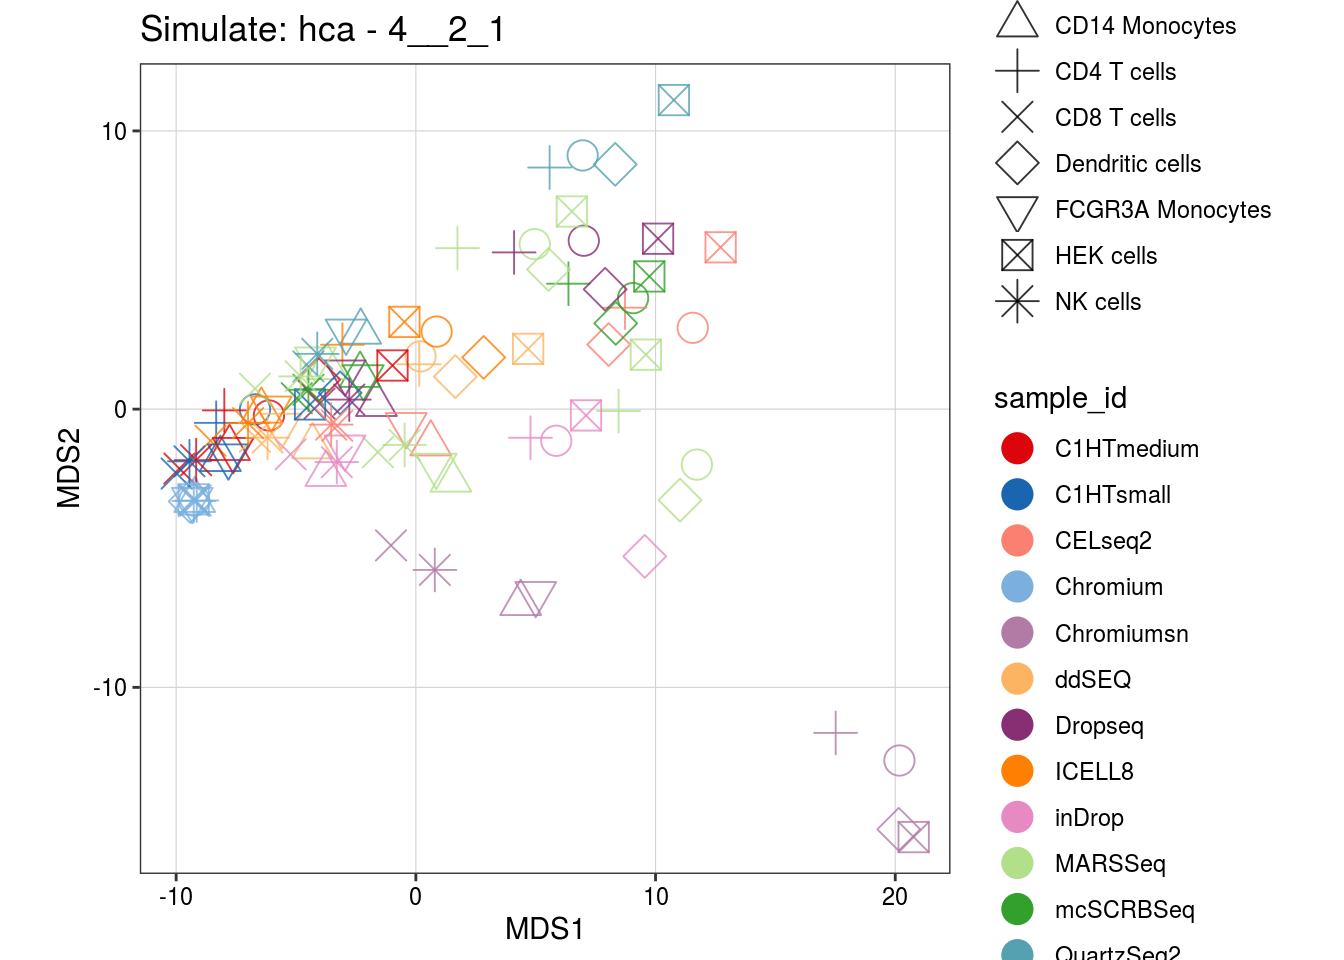 Simulate: hca - 4__2_1
10
0
-10
-10
0
10
20
MDS1
MDS2
CD14 Monocytes
CD4 T cells
CD8 T cells
Dendritic cells
FCGR3A Monocytes
HEK cells
NK cells
sample_id
C1HTmedium
C1HTsmall
CELseq2
Chromium
Chromiumsn
ddSEQ
Dropseq
ICELL8
inDrop
MARSSeq
mcSCRBSeq
QuartzSeq2